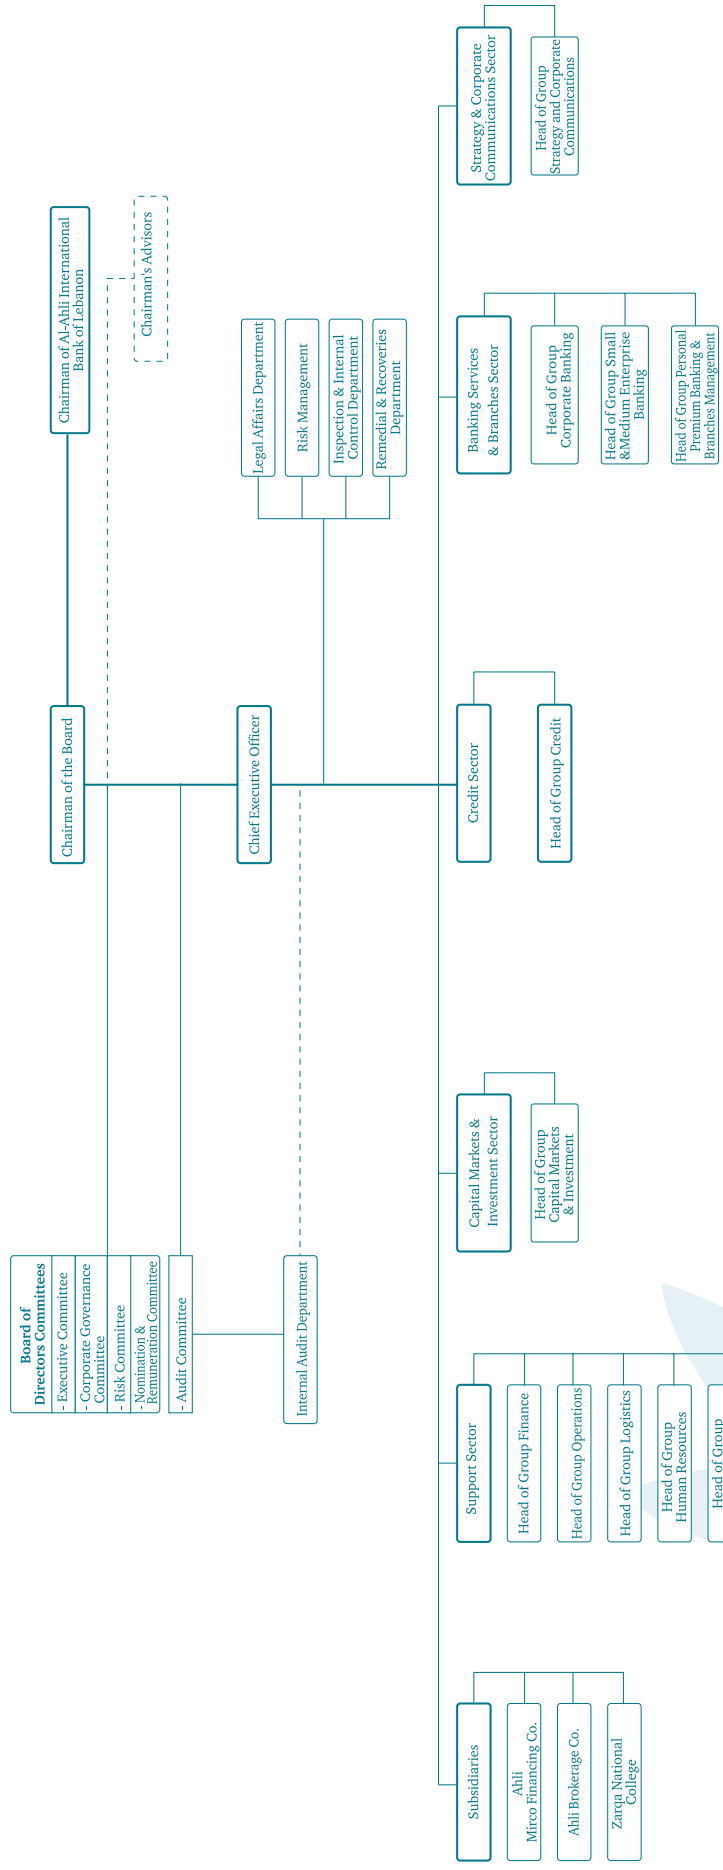 Board of
Directors Committees
- Executive Committee
- Corporate Governance
Committee
- Risk Committee
- Nomination &
Remuneration Committee
- Audit Committee
Internal Audit Department
Chairman of the Board
Chief Executive Officer
Chairman of Al-Ahli International
Bank of Lebanon
Chairman's Advisors
Legal Affairs Department
Risk Management
Inspection & Internal
Control Department
Remedial & Recoveries
Department
Subsidiaries
Ahli
Mirco Financing Co.
Ahli Brokerage Co.
Zarqa National
College
Support Sector
Head of Group Finance
Head of Group Operations
Head of Group Logistics
Head of Group
Human Resources
Head of Group
Capital Markets &
Investment Sector
Head of Group
Capital Markets
& Investment
Credit Sector
Head of Group Credit
Banking Services
& Branches Sector
Head of Group
Corporate Banking
Head of Group Small
&Medium Enterprise
Banking
Head of Group Personal
Premium Banking &
Branches Management
Strategy & Corporate
Communications Sector
Head of Group
Strategy and Corporate
Communications